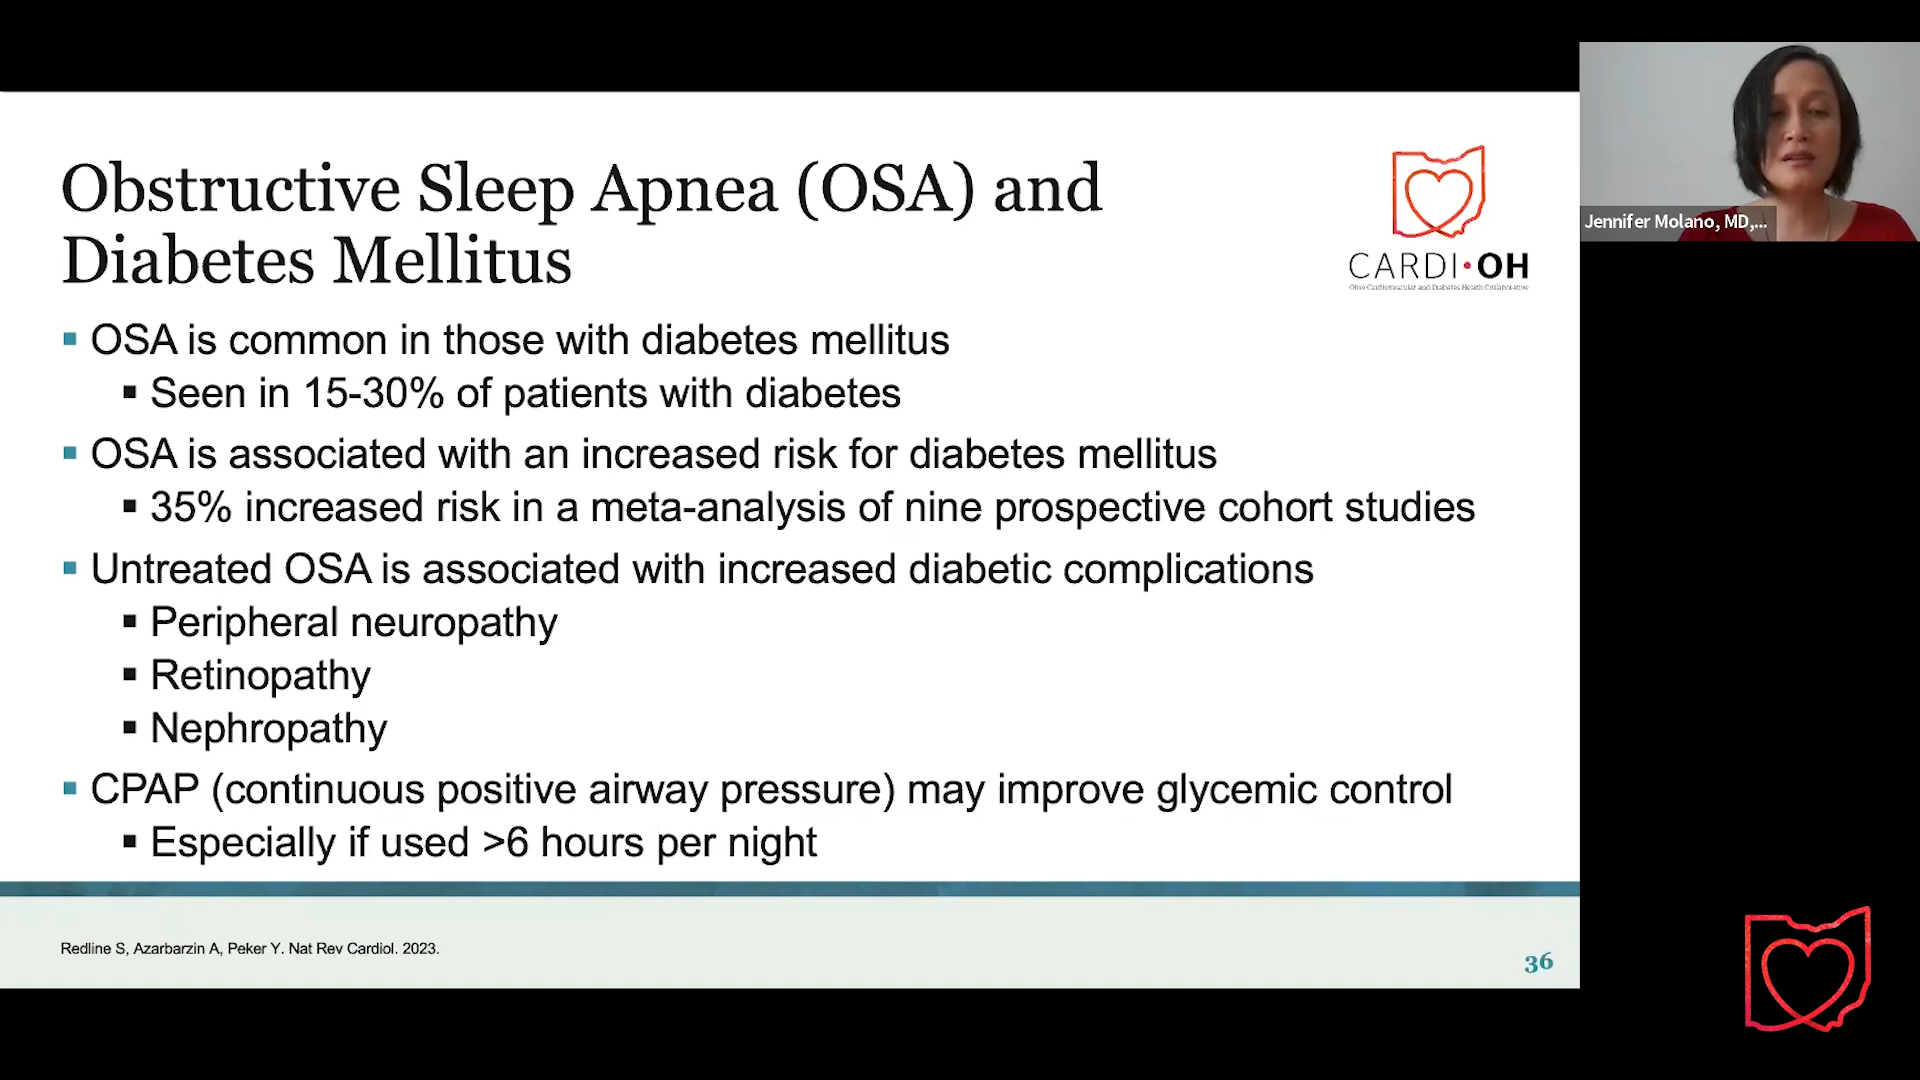 Obstructive Sleep Apnea (OSA) and
Diabetes Mellitus
CARDI•OH
Ohio Cardiovascular and Diabetes Health Collaborative
▪ OSA is common in those with diabetes mellitus
▪ Seen in 15-30% of patients with diabetes
▪ OSA is associated with an increased risk for diabetes mellitus
▪ 35% increased risk in a meta-analysis of nine prospective cohort studies
▪ Untreated OSA is associated with increased diabetic complications
▪ Peripheral neuropathy
▪ Retinopathy
▪ Nephropathy
▪ CPAP (continuous positive airway pressure) may improve glycemic control
▪ Especially if used >6 hours per night
Redline S, Azarbarzin A, Peker Y. Nat Rev Cardiol. 2023.
36
Jennifer Molano, MD,...